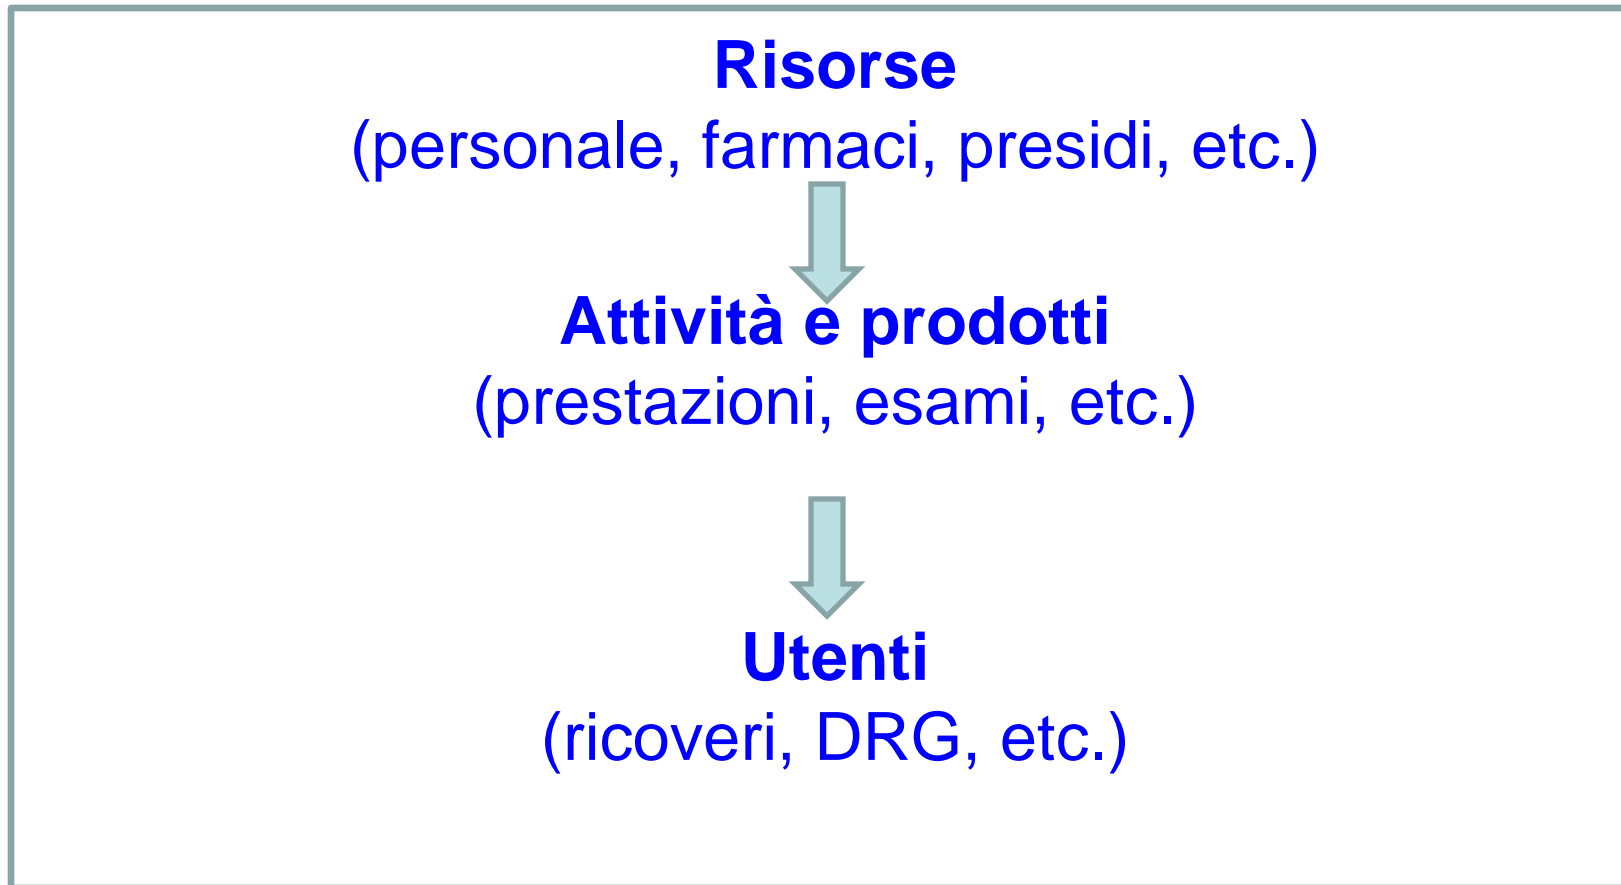 Risorse
(personale, farmaci, presidi, etc.)
Attività e prodotti
(prestazioni, esami, etc.)
Utenti
(ricoveri, DRG, etc.)